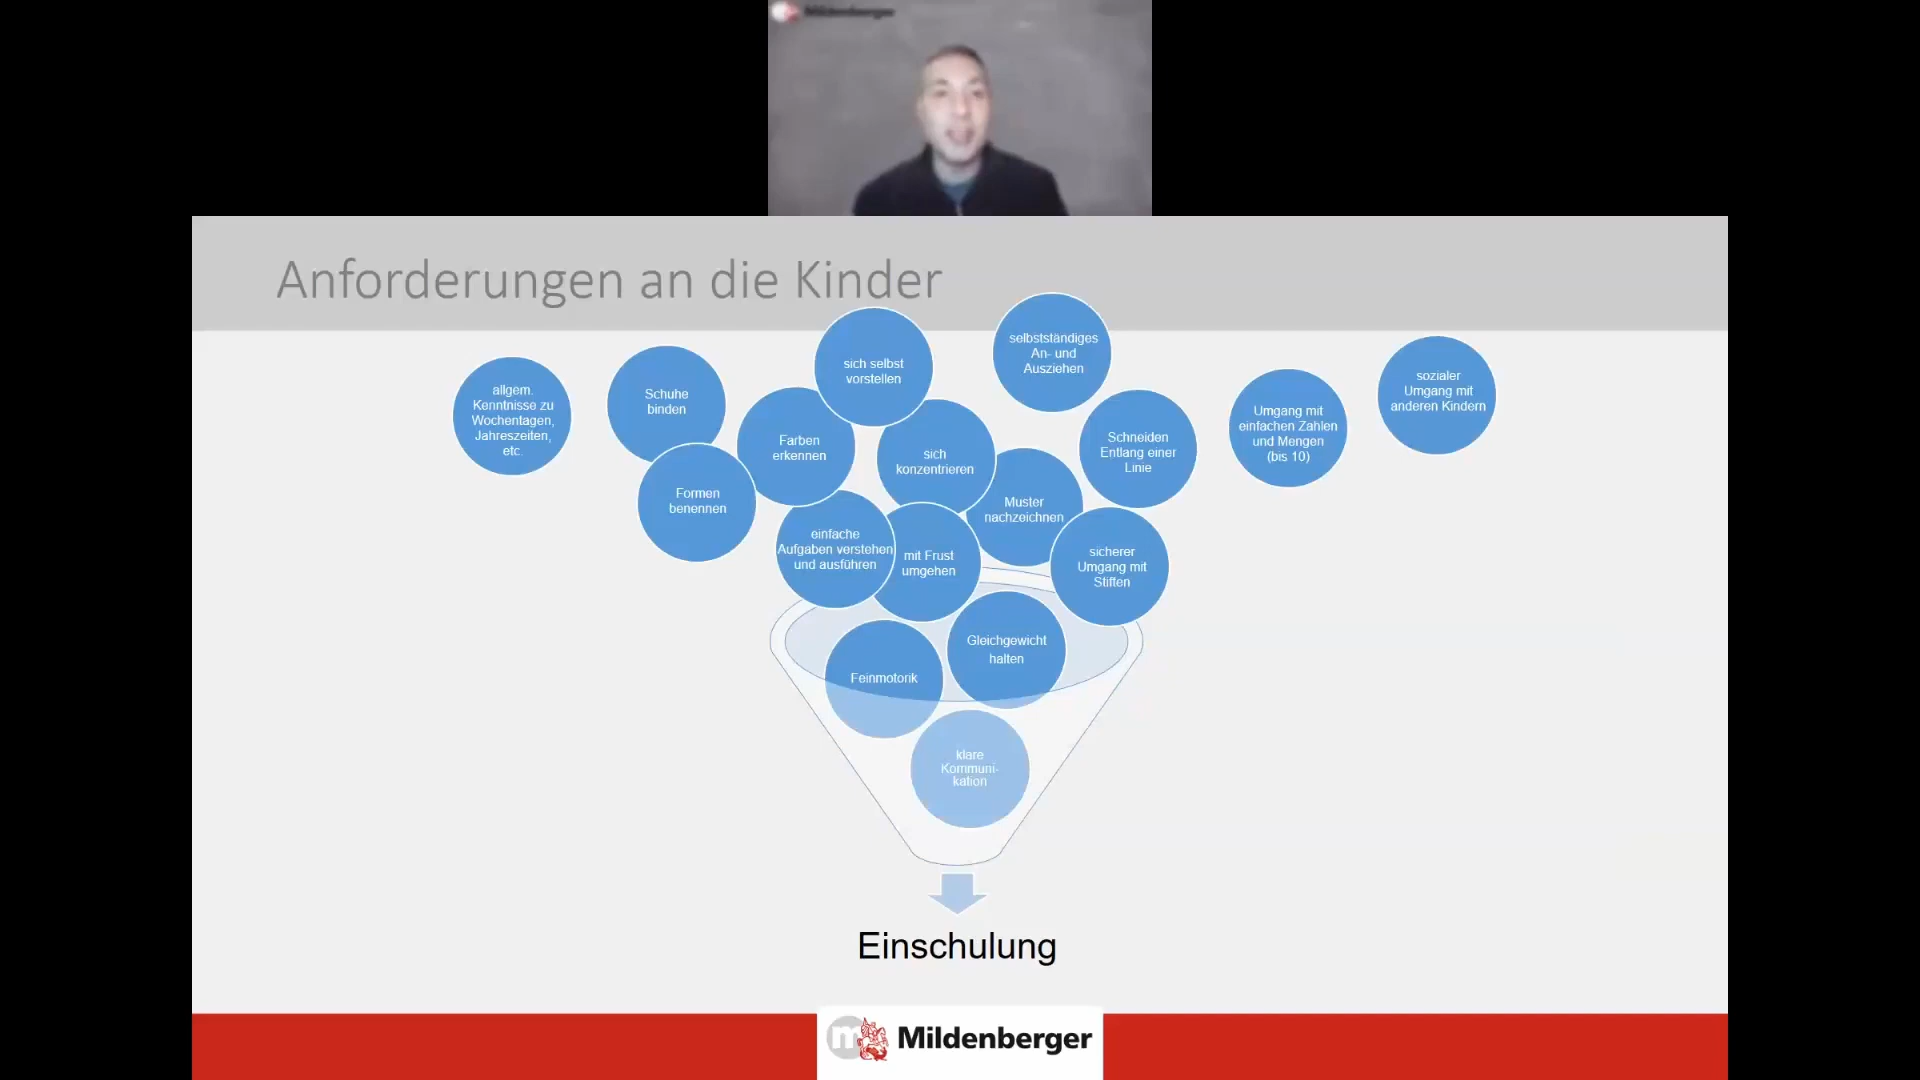 Mildenberger
Anforderungen an die Kinder
selbstständiges
An- und
Ausziehen
sich selbst
vorstellen
sozialer
Umgang mit
anderen Kindern
allgem.
Kenntnisse zu
Wochentagen,
Jahreszeiten,
etc.
Schuhe
binden
Umgang mit
einfachen Zahlen
und Mengen
(bis 10)
Farben
erkennen
Schneiden
Entlang einer
Linie
sich
konzentrieren
Formen
benennen
Muster
nachzeichnen
einfache
Aufgaben verstehen
und ausführen
mit Frust
umgehen
sicherer
Umgang mit
Stiften
Gleichgewicht
halten
Feinmotorik
klare
Kommuni-
kation
Einschulung
m Mildenberger